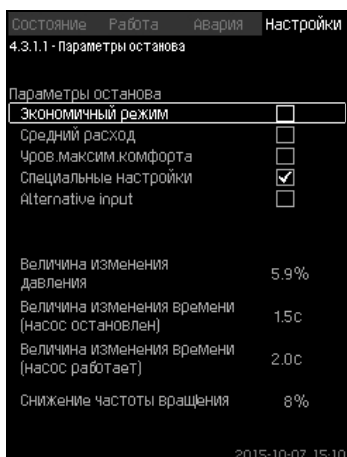 Состояние Работа Авария Настройки
4.3.1.1 - Параметры останова
Параметры останова
Экономичный режим
Средний расход
Уров.максим.комфорта
Специальные настройки
Alternative input
Величина изменения
давления 5.9%
Величина изменения времени
(насос остановлен) 1.5с
Величина изменения времени
(насос работает) 2.0с
Снижение частоты вращения 8%
2015-10-07 15:10